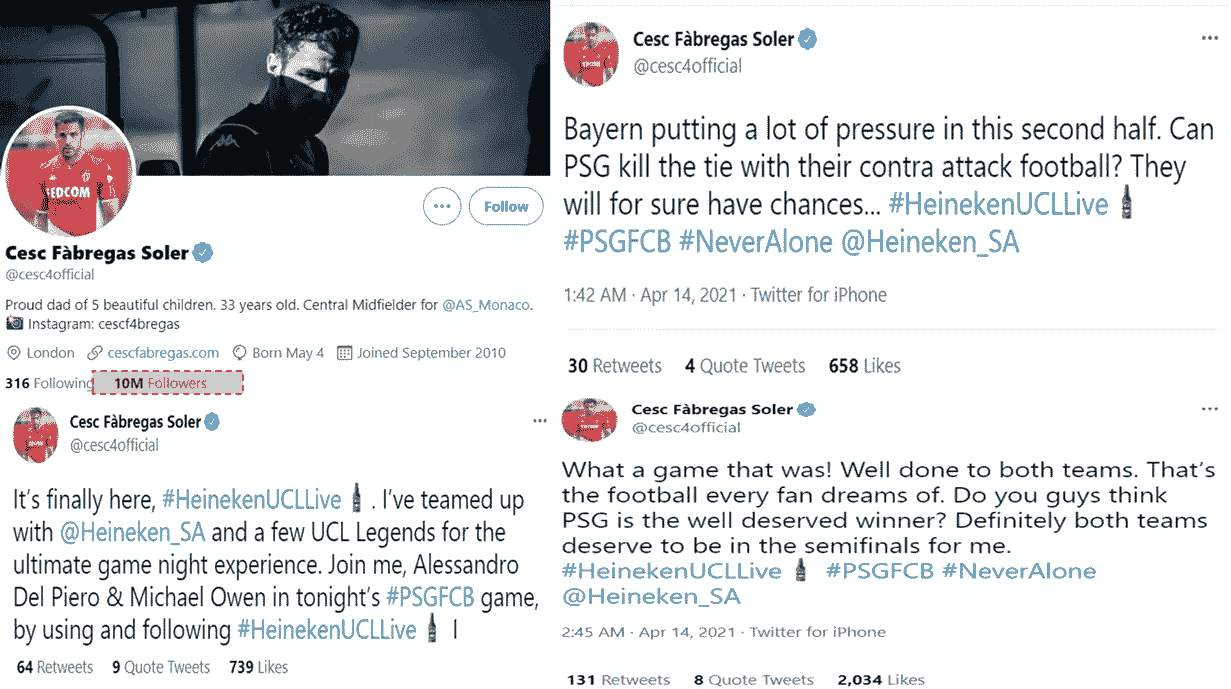 EDCOM
Follow
Cesc Fàbregas Soler
@cesc4official
Proud dad of 5 beautiful children. 33 years old. Central Midfielder for @AS_Monaco.
Instagram: cescf4bregas
London cescfabregas.com Born May 4 Joined September 2010
316 Following 10M Followers
Cesc Fàbregas Soler
@cesc4official
It's finally here, #HeinekenUCLLive . I've teamed up
with @Heineken_SA and a few UCL Legends for the
ultimate game night experience. Join me, Alessandro
Del Piero & Michael Owen in tonight's #PSGFCB game,
by using and following #HeinekenUCLLive I
64 Retweets 9 Quote Tweets 739 Likes
Cesc Fàbregas Soler
@cesc4official
Bayern putting a lot of pressure in this second half. Can
PSG kill the tie with their contra attack football? They
will for sure have chances... #HeinekenUCLLive
#PSGFCB #NeverAlone @Heineken_SA
1:42 AM · Apr 14, 2021 · Twitter for iPhone
30 Retweets 4 Quote Tweets 658 Likes
Cesc Fàbregas Soler
@cesc4official
What a game that was! Well done to both teams. That's
the football every fan dreams of. Do you guys think
PSG is the well deserved winner? Definitely both teams
deserve to be in the semifinals for me.
#HeinekenUCLLive #PSGFCB #NeverAlone
@Heineken_SA
2:45 AM · Apr 14, 2021 · Twitter for iPhone
131 Retweets 8 Quote Tweets 2,034 Likes